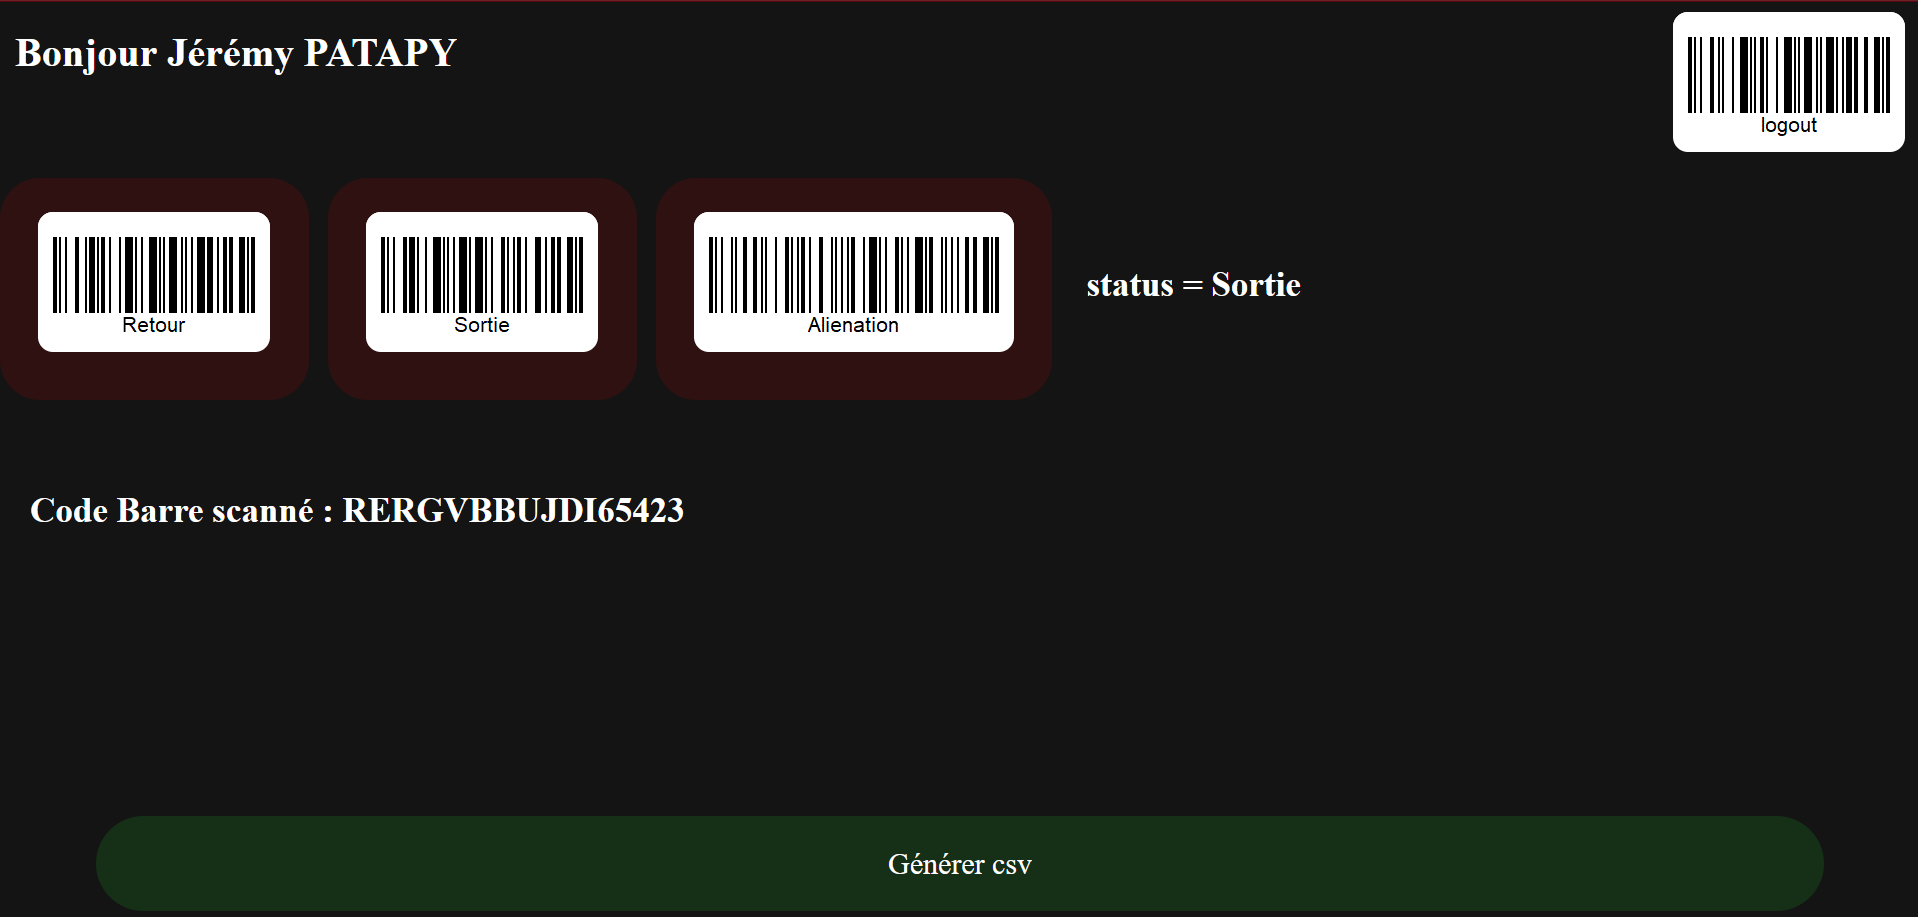 Bonjour Jérémy PATAPY
logout
Retour
Sortie
Alienation
status = Sortie
Code Barre scanné : RERGVBBUJDI65423
Générer csv